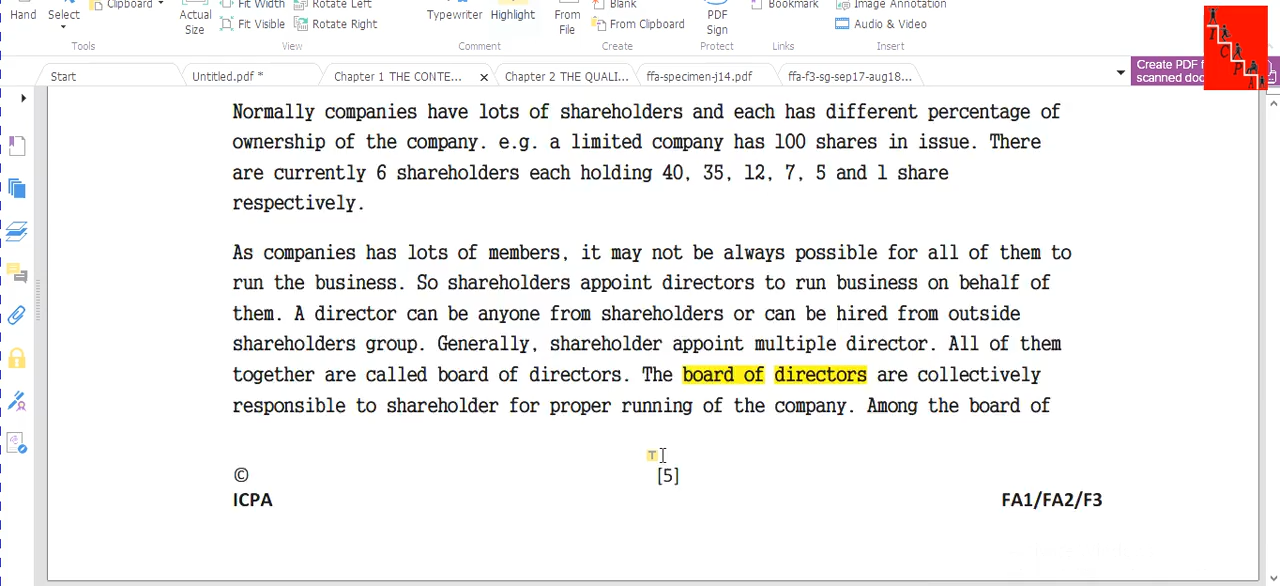 Hand
Select
Clipboard
Actual
Size
Fit Width
Fit Visible
Rotate Left
Rotate Right
Typewriter
Highlight
From
File
Blank
From Clipboard
PDF
Sign
Bookmark
Image Annotation
Audio & Video
Tools
View
Comment
Create
Protect
Links
Insert
T
C
P
A
Start
Untitled.pdf *
Chapter 1 THE CONTE...
Chapter 2 THE QUALI...
ffa-specimen-j14.pdf
ffa-f3-sg-sep17-aug18...
Create PDF
scanned doc
Normally companies have lots of shareholders and each has different percentage of
ownership of the company. e.g. a limited company has 100 shares in issue. There
are currently 6 shareholders each holding 40, 35, 12, 7, 5 and 1 share
respectively.
As companies has lots of members, it may not be always possible for all of them to
run the business. So shareholders appoint directors to run business on behalf of
them. A director can be anyone from shareholders or can be hired from outside
shareholders group. Generally, shareholder appoint multiple director. All of them
together are called board of directors. The board of directors are collectively
responsible to shareholder for proper running of the company. Among the board of
©
[5]
ICPA
FA1/FA2/F3